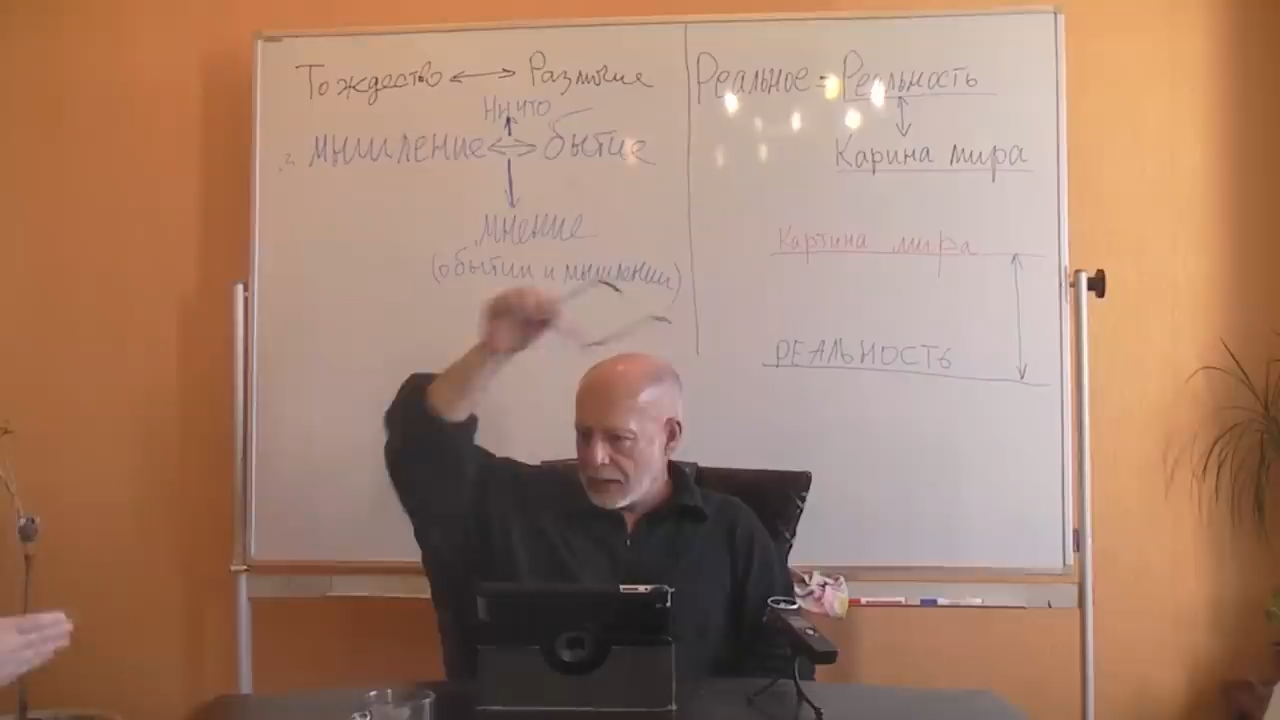 Тождество ↔ Различие
Ничто
мышление ⇔ бытие
мнение
(о бытии и мышлении)
Реальное = Реальность
Карина мира
Картина мира
РЕАЛЬНОСТЬ